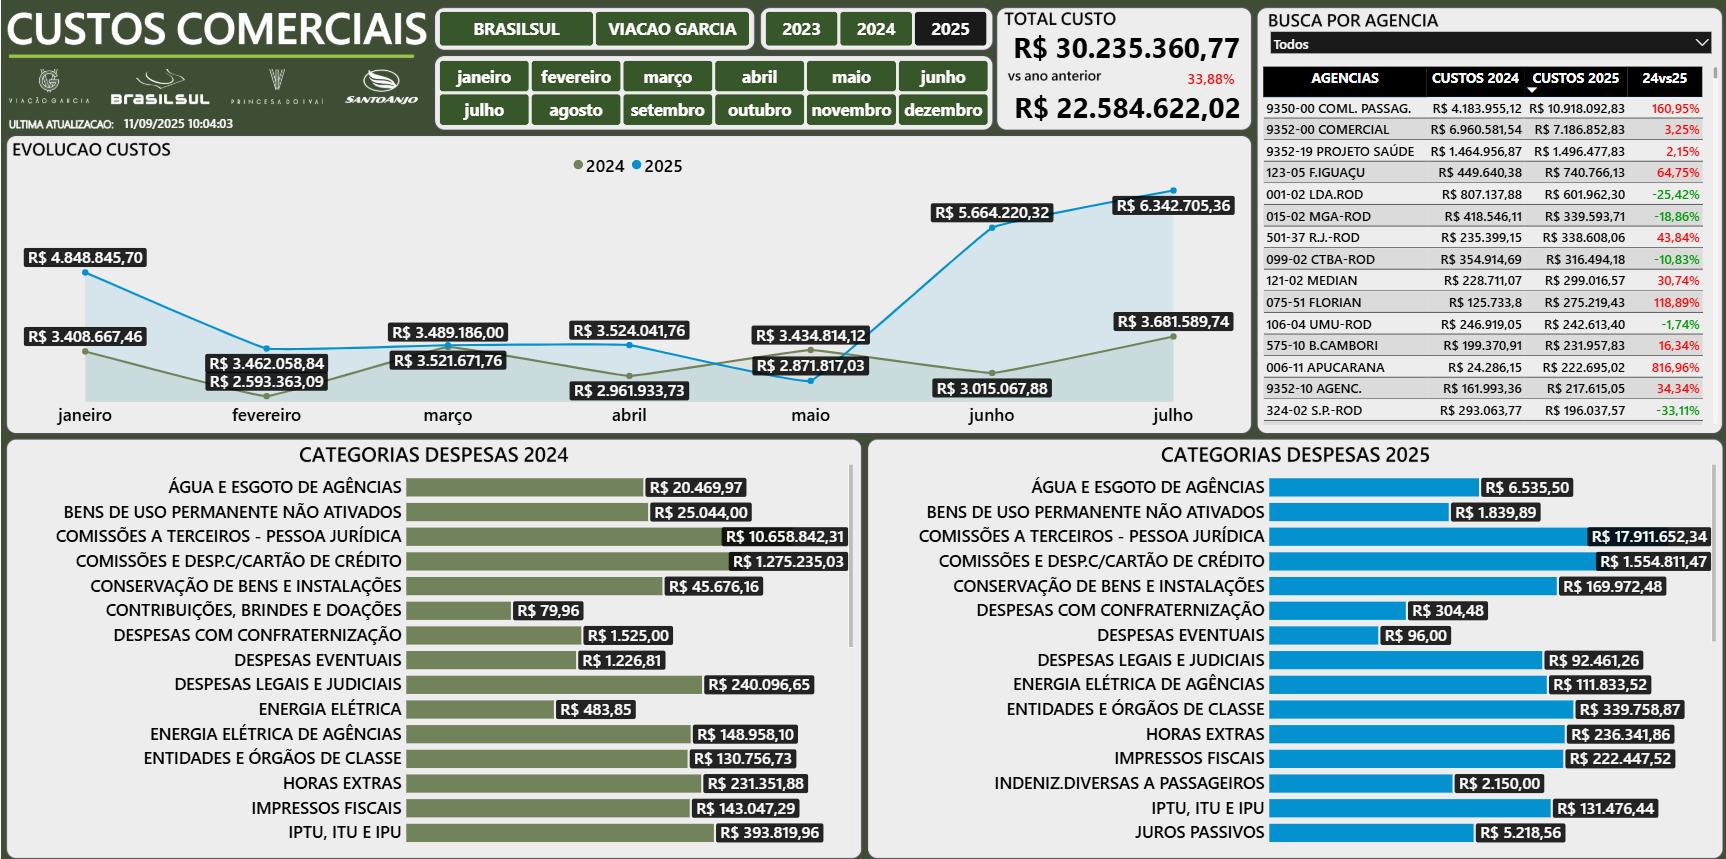 CUSTOS COMERCIAIS
VIAÇÃO GARCIA
BRASILSUL
PRINCESA DO IVAÍ
SANTO ANJO
ULTIMA ATUALIZACAO: 11/09/2025 10:04:03
BRASILSUL
VIACAO GARCIA
2023
2024
2025
janeiro
fevereiro
março
abril
maio
junho
julho
agosto
setembro
outubro
novembro
dezembro
TOTAL CUSTO
R$ 30.235.360,77
vs ano anterior
33,88%
R$ 22.584.622,02
BUSCA POR AGENCIA
Todos
AGENCIAS CUSTOS 2024 CUSTOS 2025 24vs25
9350-00 COML. PASSAG. R$ 4.183.955,12 R$ 10.918.092,83 160,95%
9352-00 COMERCIAL R$ 6.960.581,54 R$ 7.186.852,83 3,25%
9352-19 PROJETO SAÚDE R$ 1.464.956,87 R$ 1.496.477,83 2,15%
123-05 F.IGUAÇU R$ 449.640,38 R$ 740.766,13 64,75%
001-02 LDA.ROD R$ 807.137,88 R$ 601.962,30 -25,42%
015-02 MGA-ROD R$ 418.546,11 R$ 339.593,71 -18,86%
501-37 R.J.-ROD R$ 235.399,15 R$ 338.608,06 43,84%
099-02 CTBA-ROD R$ 354.914,69 R$ 316.494,18 -10,83%
121-02 MEDIAN R$ 228.711,07 R$ 299.016,57 30,74%
075-51 FLORIAN R$ 125.733,8 R$ 275.219,43 118,89%
106-04 UMU-ROD R$ 246.919,05 R$ 242.613,40 -1,74%
575-10 B.CAMBORI R$ 199.370,91 R$ 231.957,83 16,34%
006-11 APUCARANA R$ 24.286,15 R$ 222.695,02 816,96%
9352-10 AGENC. R$ 161.993,36 R$ 217.615,05 34,34%
324-02 S.P.-ROD R$ 293.063,77 R$ 196.037,57 -33,11%
EVOLUCAO CUSTOS
2024 2025
R$ 4.848.845,70
R$ 3.408.667,46
R$ 3.462.058,84
R$ 2.593.363,09
R$ 3.489.186,00
R$ 3.521.671,76
R$ 3.524.041,76
R$ 2.961.933,73
R$ 3.434.814,12
R$ 2.871.817,03
R$ 5.664.220,32
R$ 3.015.067,88
R$ 6.342.705,36
R$ 3.681.589,74
janeiro fevereiro março abril maio junho julho
CATEGORIAS DESPESAS 2024
ÁGUA E ESGOTO DE AGÊNCIAS R$ 20.469,97
BENS DE USO PERMANENTE NÃO ATIVADOS R$ 25.044,00
COMISSÕES A TERCEIROS - PESSOA JURÍDICA R$ 10.658.842,31
COMISSÕES E DESP.C/CARTÃO DE CRÉDITO R$ 1.275.235,03
CONSERVAÇÃO DE BENS E INSTALAÇÕES R$ 45.676,16
CONTRIBUIÇÕES, BRINDES E DOAÇÕES R$ 79,96
DESPESAS COM CONFRATERNIZAÇÃO R$ 1.525,00
DESPESAS EVENTUAIS R$ 1.226,81
DESPESAS LEGAIS E JUDICIAIS R$ 240.096,65
ENERGIA ELÉTRICA R$ 483,85
ENERGIA ELÉTRICA DE AGÊNCIAS R$ 148.958,10
ENTIDADES E ÓRGÃOS DE CLASSE R$ 130.756,73
HORAS EXTRAS R$ 231.351,88
IMPRESSOS FISCAIS R$ 143.047,29
IPTU, ITU E IPU R$ 393.819,96
CATEGORIAS DESPESAS 2025
ÁGUA E ESGOTO DE AGÊNCIAS R$ 6.535,50
BENS DE USO PERMANENTE NÃO ATIVADOS R$ 1.839,89
COMISSÕES A TERCEIROS - PESSOA JURÍDICA R$ 17.911.652,34
COMISSÕES E DESP.C/CARTÃO DE CRÉDITO R$ 1.554.811,47
CONSERVAÇÃO DE BENS E INSTALAÇÕES R$ 169.972,48
DESPESAS COM CONFRATERNIZAÇÃO R$ 304,48
DESPESAS EVENTUAIS R$ 96,00
DESPESAS LEGAIS E JUDICIAIS R$ 92.461,26
ENERGIA ELÉTRICA DE AGÊNCIAS R$ 111.833,52
ENTIDADES E ÓRGÃOS DE CLASSE R$ 339.758,87
HORAS EXTRAS R$ 236.341,86
IMPRESSOS FISCAIS R$ 222.447,52
INDENIZ.DIVERSAS A PASSAGEIROS R$ 2.150,00
IPTU, ITU E IPU R$ 131.476,44
JUROS PASSIVOS R$ 5.218,56